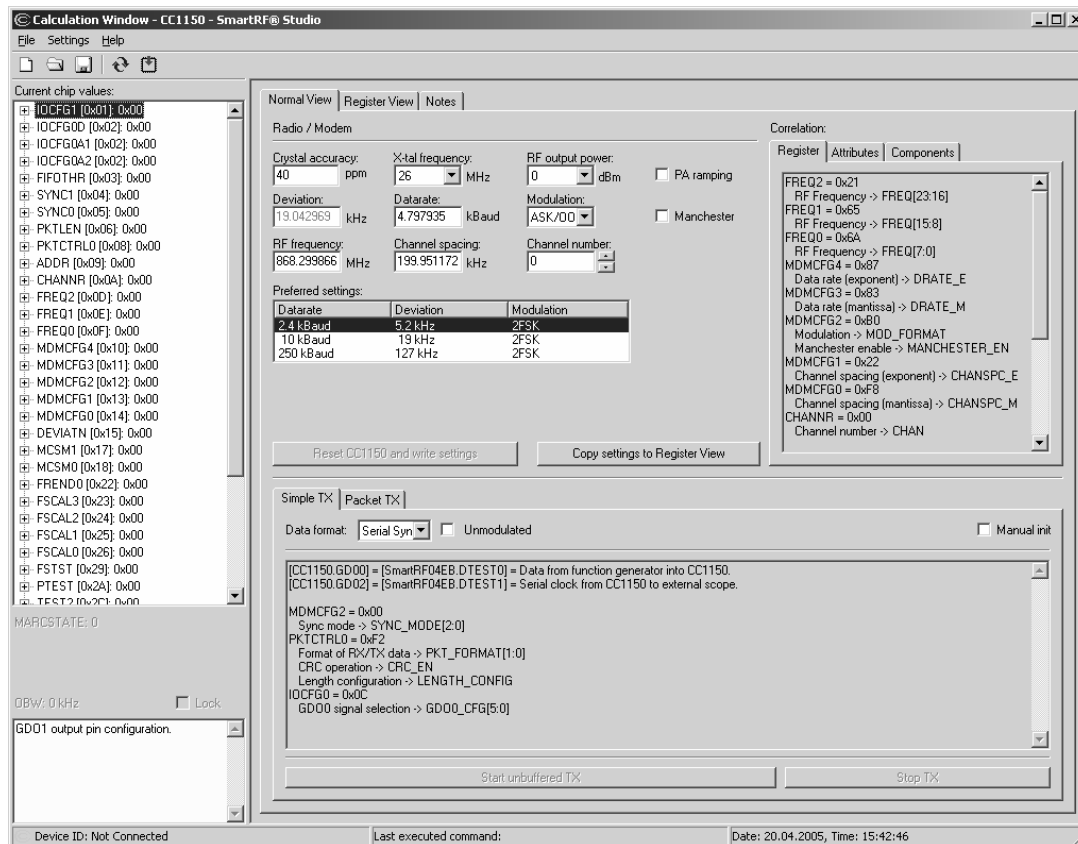 Calculation Window - CC1150 - SmartRF® Studio
File Settings Help
Current chip values:
IOCFG1 [0x01]: 0x00
IOCFG0D [0x02]: 0x00
IOCFG0A1 [0x02]: 0x00
IOCFG0A2 [0x02]: 0x00
FIFOTHR [0x03]: 0x00
SYNC1 [0x04]: 0x00
SYNC0 [0x05]: 0x00
PKTLEN [0x06]: 0x00
PKTCTRL0 [0x08]: 0x00
ADDR [0x09]: 0x00
CHANNR [0x0A]: 0x00
FREQ2 [0x0D]: 0x00
FREQ1 [0x0E]: 0x00
FREQ0 [0x0F]: 0x00
MDMCFG4 [0x10]: 0x00
MDMCFG3 [0x11]: 0x00
MDMCFG2 [0x12]: 0x00
MDMCFG1 [0x13]: 0x00
MDMCFG0 [0x14]: 0x00
DEVIATN [0x15]: 0x00
MCSM1 [0x17]: 0x00
MCSM0 [0x18]: 0x00
FREND0 [0x22]: 0x00
FSCAL3 [0x23]: 0x00
FSCAL2 [0x24]: 0x00
FSCAL1 [0x25]: 0x00
FSCAL0 [0x26]: 0x00
FSTST [0x29]: 0x00
PTEST [0x2A]: 0x00
TEST2 [0x2C]: 0x00
MARCSTATE: 0
OBW: 0 kHz Lock
GDO1 output pin configuration.
Normal View Register View Notes
Radio / Modem
Crystal accuracy: X-tal frequency: RF output power:
40 ppm 26 MHz 0 dBm PA ramping
Deviation: Datarate: Modulation:
19.042969 kHz 4.797935 kBaud ASK/OO Manchester
RF frequency: Channel spacing: Channel number:
868.299866 MHz 199.951172 kHz 0
Preferred settings:
Datarate Deviation Modulation
2.4 kBaud 5.2 kHz 2FSK
10 kBaud 19 kHz 2FSK
250 kBaud 127 kHz 2FSK
Reset CC1150 and write settings Copy settings to Register View
Correlation:
Register Attributes Components
FREQ2 = 0x21
RF Frequency -> FREQ[23:16]
FREQ1 = 0x65
RF Frequency -> FREQ[15:8]
FREQ0 = 0x6A
RF Frequency -> FREQ[7:0]
MDMCFG4 = 0x87
Data rate (exponent) -> DRATE_E
MDMCFG3 = 0x83
Data rate (mantissa) -> DRATE_M
MDMCFG2 = 0xB0
Modulation -> MOD_FORMAT
Manchester enable -> MANCHESTER_EN
MDMCFG1 = 0x22
Channel spacing (exponent) -> CHANSPC_E
MDMCFG0 = 0xF8
Channel spacing (mantissa) -> CHANSPC_M
CHANNR = 0x00
Channel number -> CHAN
Simple TX Packet TX
Data format: Serial Syn Unmodulated Manual init
[CC1150.GDO0] = [SmartRF04EB.DTEST0] = Data from function generator into CC1150.
[CC1150.GDO2] = [SmartRF04EB.DTEST1] = Serial clock from CC1150 to external scope.
MDMCFG2 = 0x00
Sync mode -> SYNC_MODE[2:0]
PKTCTRL0 = 0xF2
Format of RX/TX data -> PKT_FORMAT[1:0]
CRC operation -> CRC_EN
Length configuration -> LENGTH_CONFIG
IOCFG0 = 0x0C
GDO0 signal selection -> GDO0_CFG[5:0]
Start unbuffered TX Stop TX
Device ID: Not Connected Last executed command: Date: 20.04.2005, Time: 15:42:46